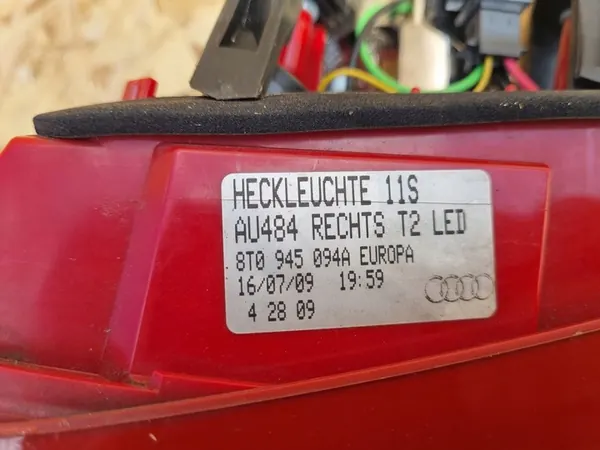 HECKLEUCHTE 11S
AU484 RECHTS T2 LED
8T0 945 094A EUROPA
16/07/09 19:59
4 28 09